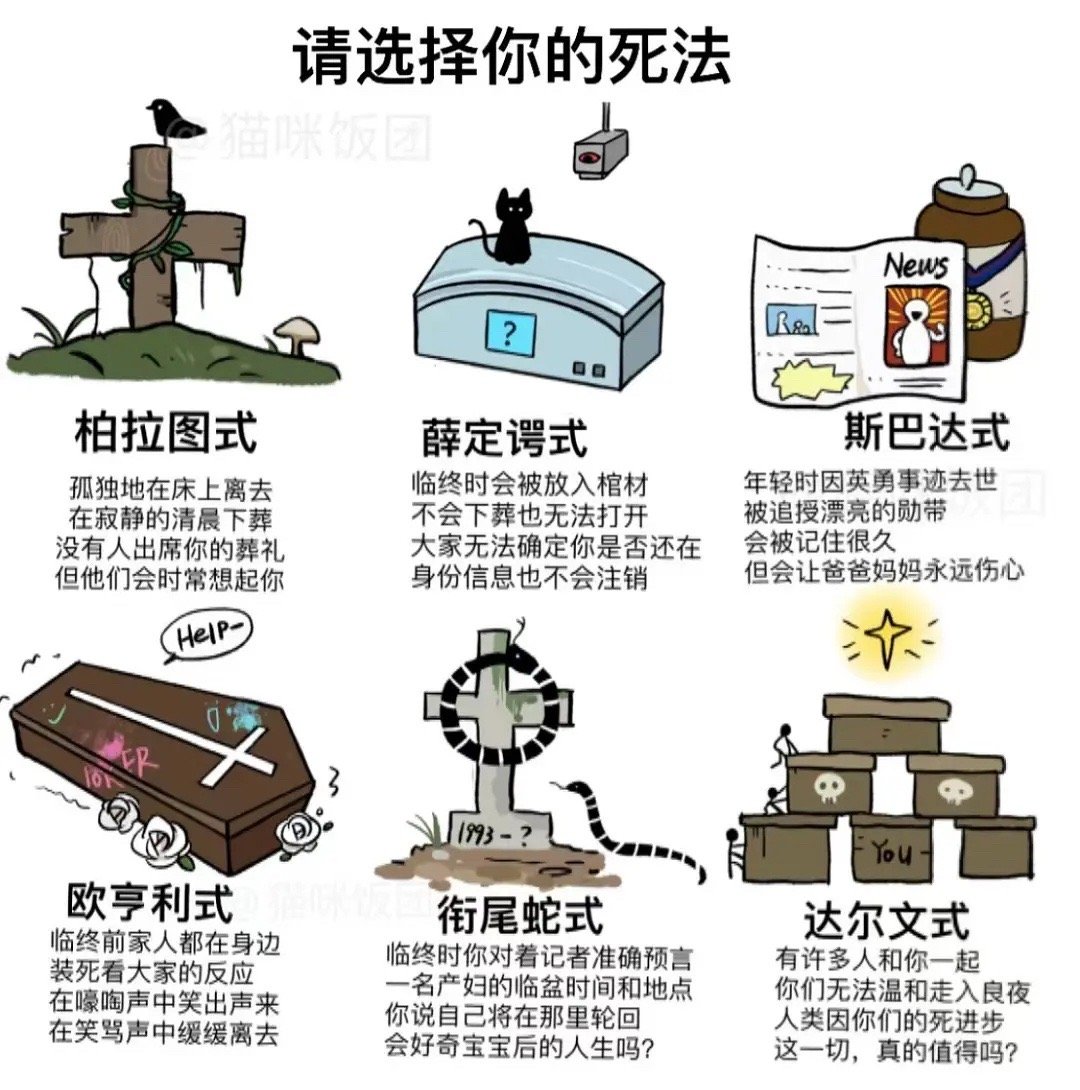 请选择你的死法
@猫咪饭团
柏拉图式
孤独地在床上离去
在寂静的清晨下葬
没有人出席你的葬礼
但他们会时常想起你
?
薛定谔式
临终时会被放入棺材
不会下葬也无法打开
大家无法确定你是否还在
身份信息也不会注销
News
斯巴达式
年轻时因英勇事迹去世
被追授漂亮的勋带
会被记住很久
但会让爸爸妈妈永远伤心
Help-
欧亨利式
临终前家人都在身边
装死看大家的反应
在嚎啕声中笑出声来
在笑骂声中缓缓离去
1993-?
衔尾蛇式
临终时你对着记者准确预言
一名产妇的临盆时间和地点
你说自己将在那里轮回
会好奇宝宝后的人生吗?
You
达尔文式
有许多人和你一起
你们无法温和走入良夜
人类因你们的死进步
这一切，真的值得吗?
@猫咪饭团